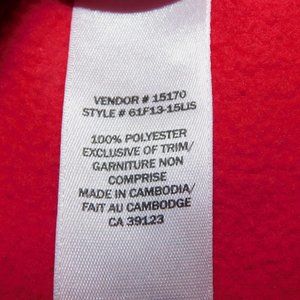 VENDOR # 15170
STYLE # 61F13-15LIS
100% POLYESTER
EXCLUSIVE OF TRIM/
GARNITURE NON
COMPRISE
MADE IN CAMBODIA/
FAIT AU CAMBODGE
CA 39123